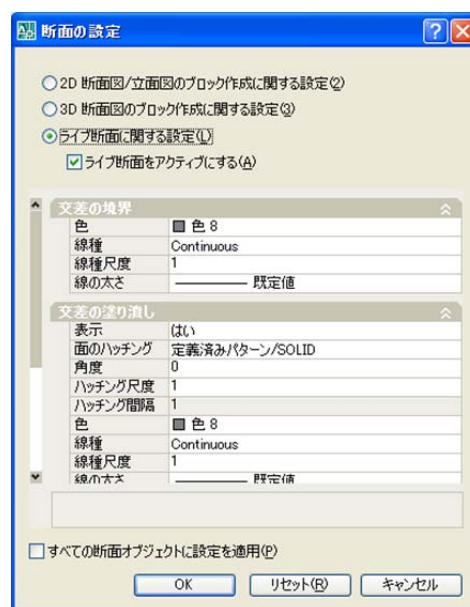 断面の設定
2D 断面図/立面図のブロック作成に関する設定(2)
3D 断面図のブロック作成に関する設定(3)
ライブ断面に関する設定(L)
ライブ断面をアクティブにする(A)
交差の境界
色 色 8
線種 Continuous
線種尺度 1
線の太さ 既定値
交差の塗り潰し
表示 はい
面のハッチング 定義済みパターン/SOLID
角度 0
ハッチング尺度 1
ハッチング間隔 1
色 色 8
線種 Continuous
線種尺度 1
線の太さ 既定値
すべての断面オブジェクトに設定を適用(P)
OK リセット(R) キャンセル